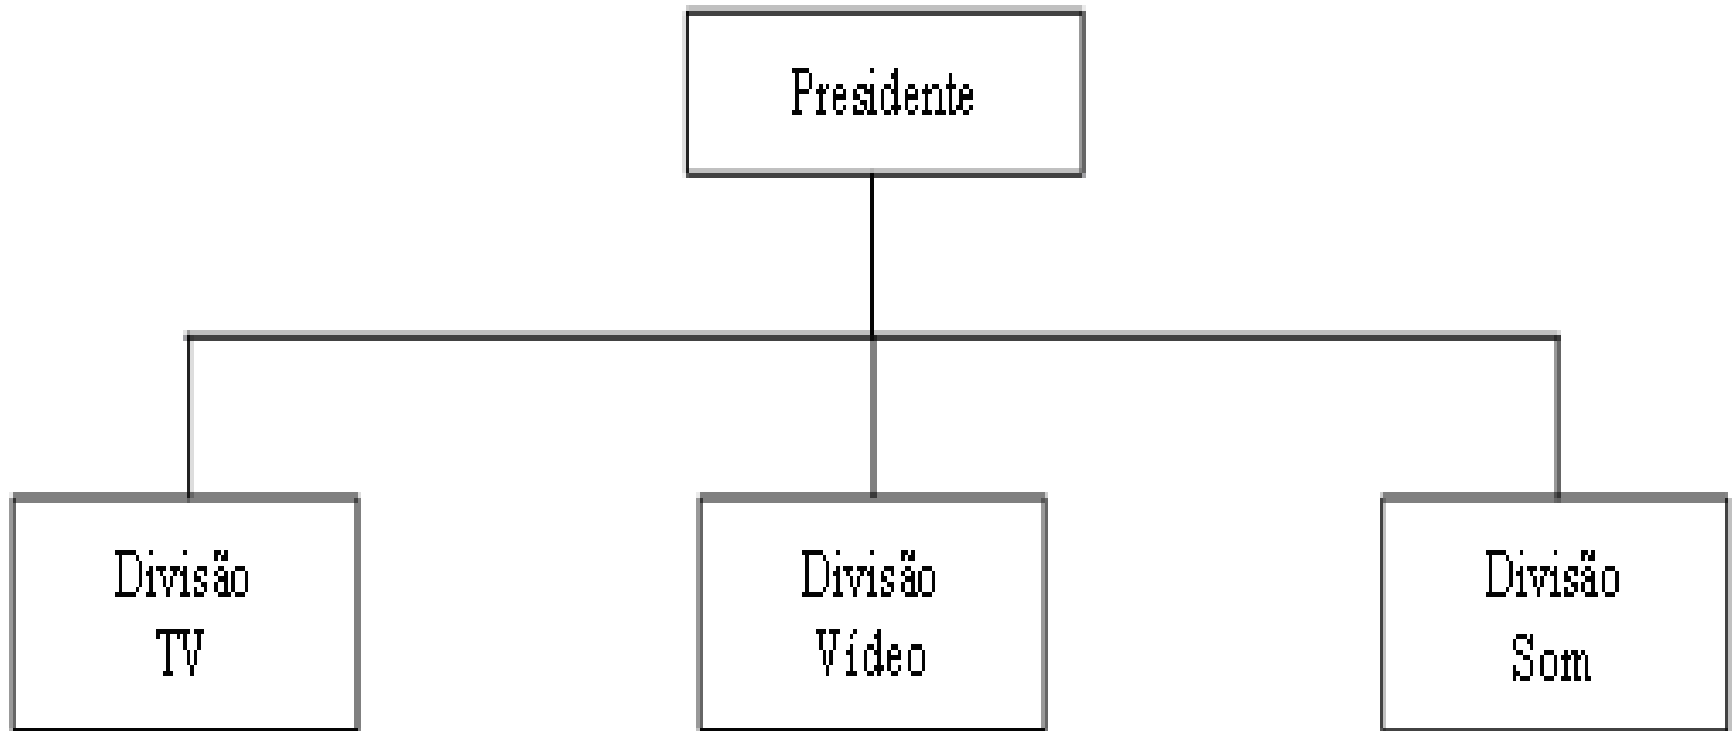 Presidente
Divisão
TV
Divisão
Vídeo
Divisão
Som